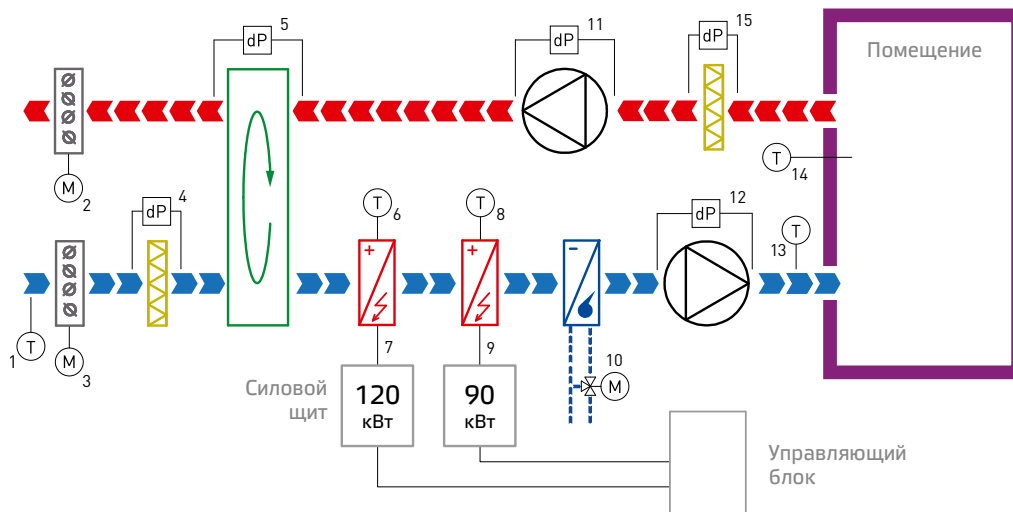 5
11
15
dP
dP
dP
Помещение
T
14
M
2
4
dP
T
6
T
8
12
dP
T
13
+
+
-
T
1
M
3
7
9
10
M
Силовой
щит
120
кВт
90
кВт
Управляющий
блок